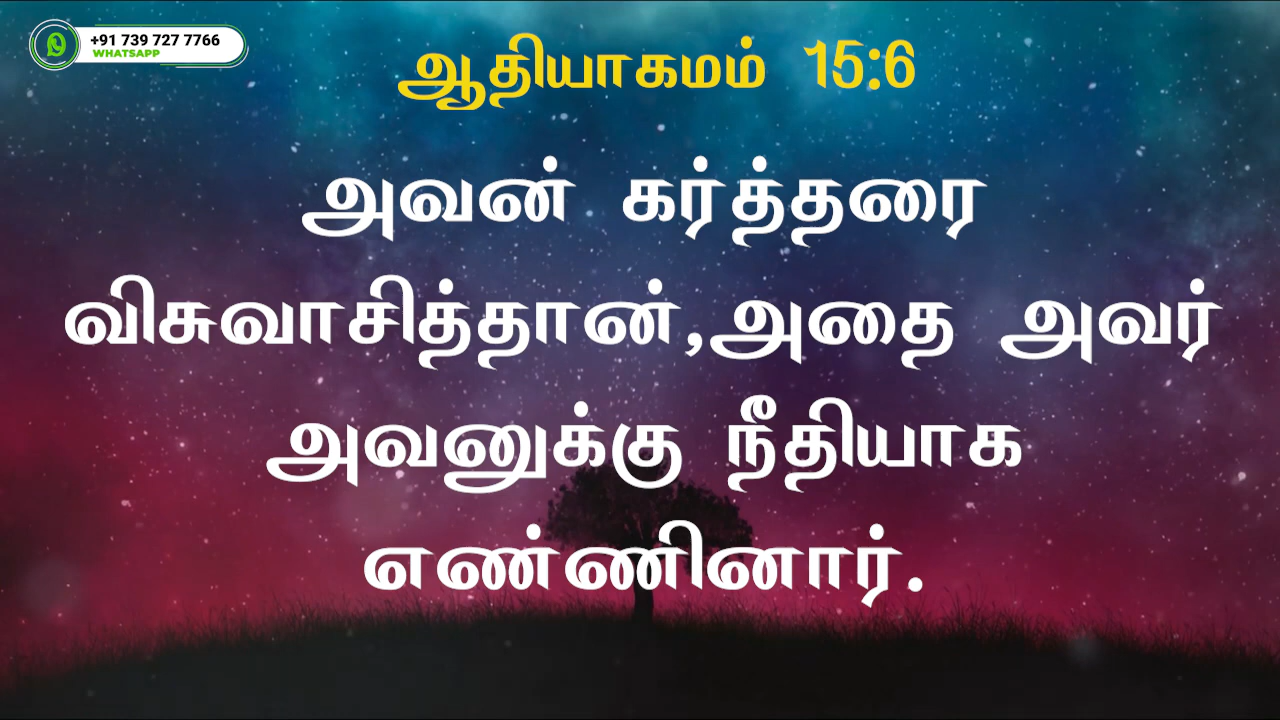 +91 739 727 7766
WHATSAPP
ஆதியாகமம் 15:6
அவன் கர்த்தரை
விசுவாசித்தான்,அதை அவர்
அவனுக்கு நீதியாக
எண்ணினார்.